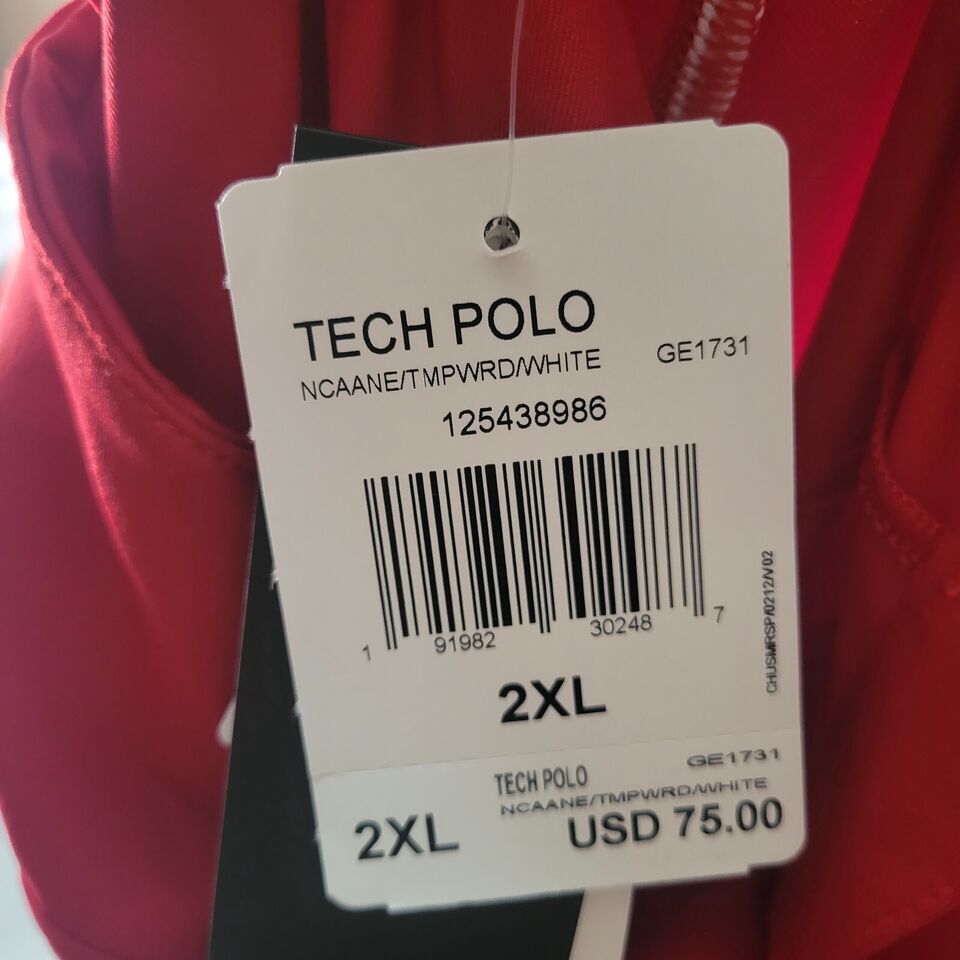 TECH POLO
NCAANE/TMPWRD/WHITE GE1731
125438986
1 91982 30248 7
CHUSMRSP/0212/V02
2XL
TECH POLO GE1731
NCAANE/TMPWRD/WHITE
2XL USD 75.00